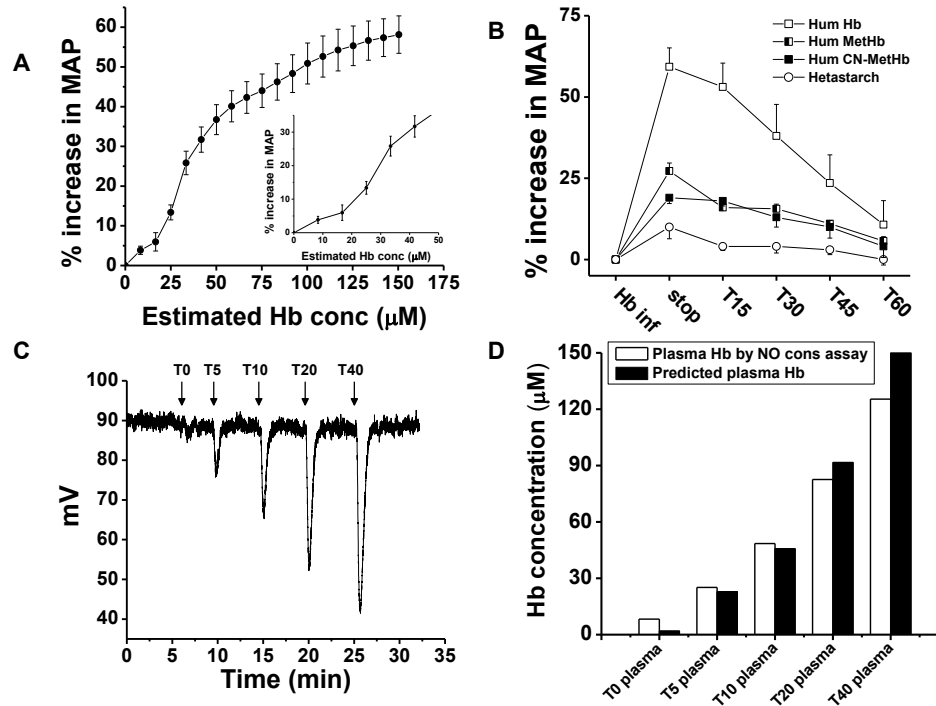 A
% increase in MAP
60
50
40
30
20
10
0
0 25 50 75 100 125 150 175
Estimated Hb conc (μM)
% increase in MAP
30
20
10
0
0 10 20 30 40 50
Estimated Hb conc (μM)
B
% increase in MAP
75
50
25
0
Hum Hb
Hum MetHb
Hum CN-MetHb
Hetastarch
Hb inf stop T15 T30 T45 T60
C
T0 T5 T10 T20 T40
mV
100
90
80
70
60
50
40
0 5 10 15 20 25 30 35
Time (min)
D
Plasma Hb by NO cons assay
Predicted plasma Hb
Hb concentration (μM)
150
120
90
60
30
0
T0 plasma T5 plasma T10 plasma T20 plasma T40 plasma